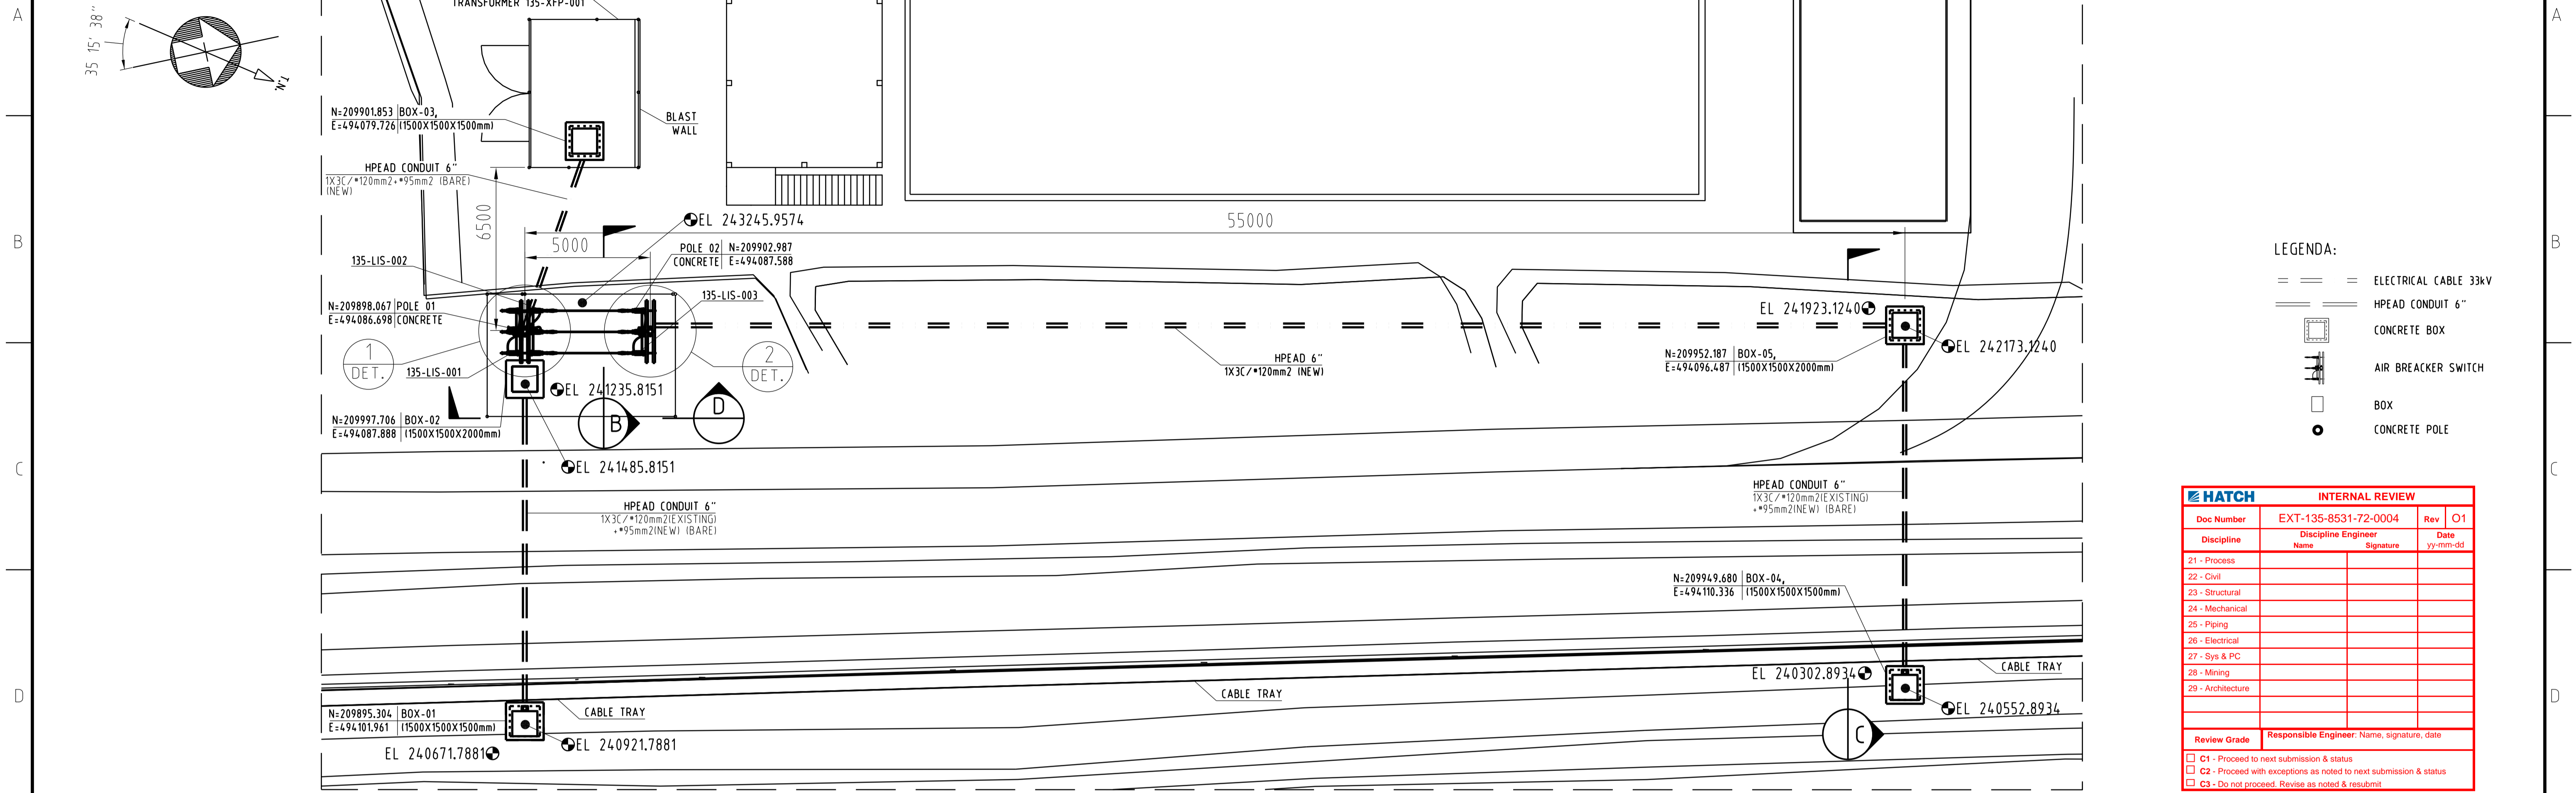 A
A
35 15' 38"
T.N.
TRANSFORMER 135-XFP-001
N=209901.853 BOX-03,
E=494079.726 (1500X1500X1500mm)
BLAST
WALL
HPEAD CONDUIT 6"
1X3C/*120mm2+*95mm2 (BARE)
(NEW)
6500
EL 243245.9574
55000
5000
B
B
POLE 02 N=209902.987
CONCRETE E=494087.588
135-LIS-002
135-LIS-003
N=209898.067 POLE 01
E=494086.698 CONCRETE
1
DET.
2
DET.
135-LIS-001
HPEAD 6"
1X3C/*120mm2 (NEW)
EL 241923.1240
EL 242173.1240
N=209952.187 BOX-05,
E=494096.487 (1500X1500X2000mm)
EL 241235.8151
N=209997.706 BOX-02
E=494087.888 (1500X1500X2000mm)
B
D
EL 241485.8151
C
C
HPEAD CONDUIT 6"
1X3C/*120mm2(EXISTING)
+*95mm2(NEW) (BARE)
HPEAD CONDUIT 6"
1X3C/*120mm2(EXISTING)
+*95mm2(NEW) (BARE)
N=209949.680 BOX-04,
E=494110.336 (1500X1500X1500mm)
EL 240302.8934
CABLE TRAY
CABLE TRAY
CABLE TRAY
EL 240552.8934
N=209895.304 BOX-01
E=494101.961 (1500X1500X1500mm)
EL 240921.7881
EL 240671.7881
C
D
D
LEGENDA:
ELECTRICAL CABLE 33kV
HPEAD CONDUIT 6"
CONCRETE BOX
AIR BREACKER SWITCH
BOX
CONCRETE POLE
HATCH INTERNAL REVIEW
Doc Number EXT-135-8531-72-0004 Rev O1
Discipline Discipline Engineer Date
Name Signature yy-mm-dd
21 - Process
22 - Civil
23 - Structural
24 - Mechanical
25 - Piping
26 - Electrical
27 - Sys & PC
28 - Mining
29 - Architecture
Review Grade Responsible Engineer: Name, signature, date
C1 - Proceed to next submission & status
C2 - Proceed with exceptions as noted to next submission & status
C3 - Do not proceed. Revise as noted & resubmit